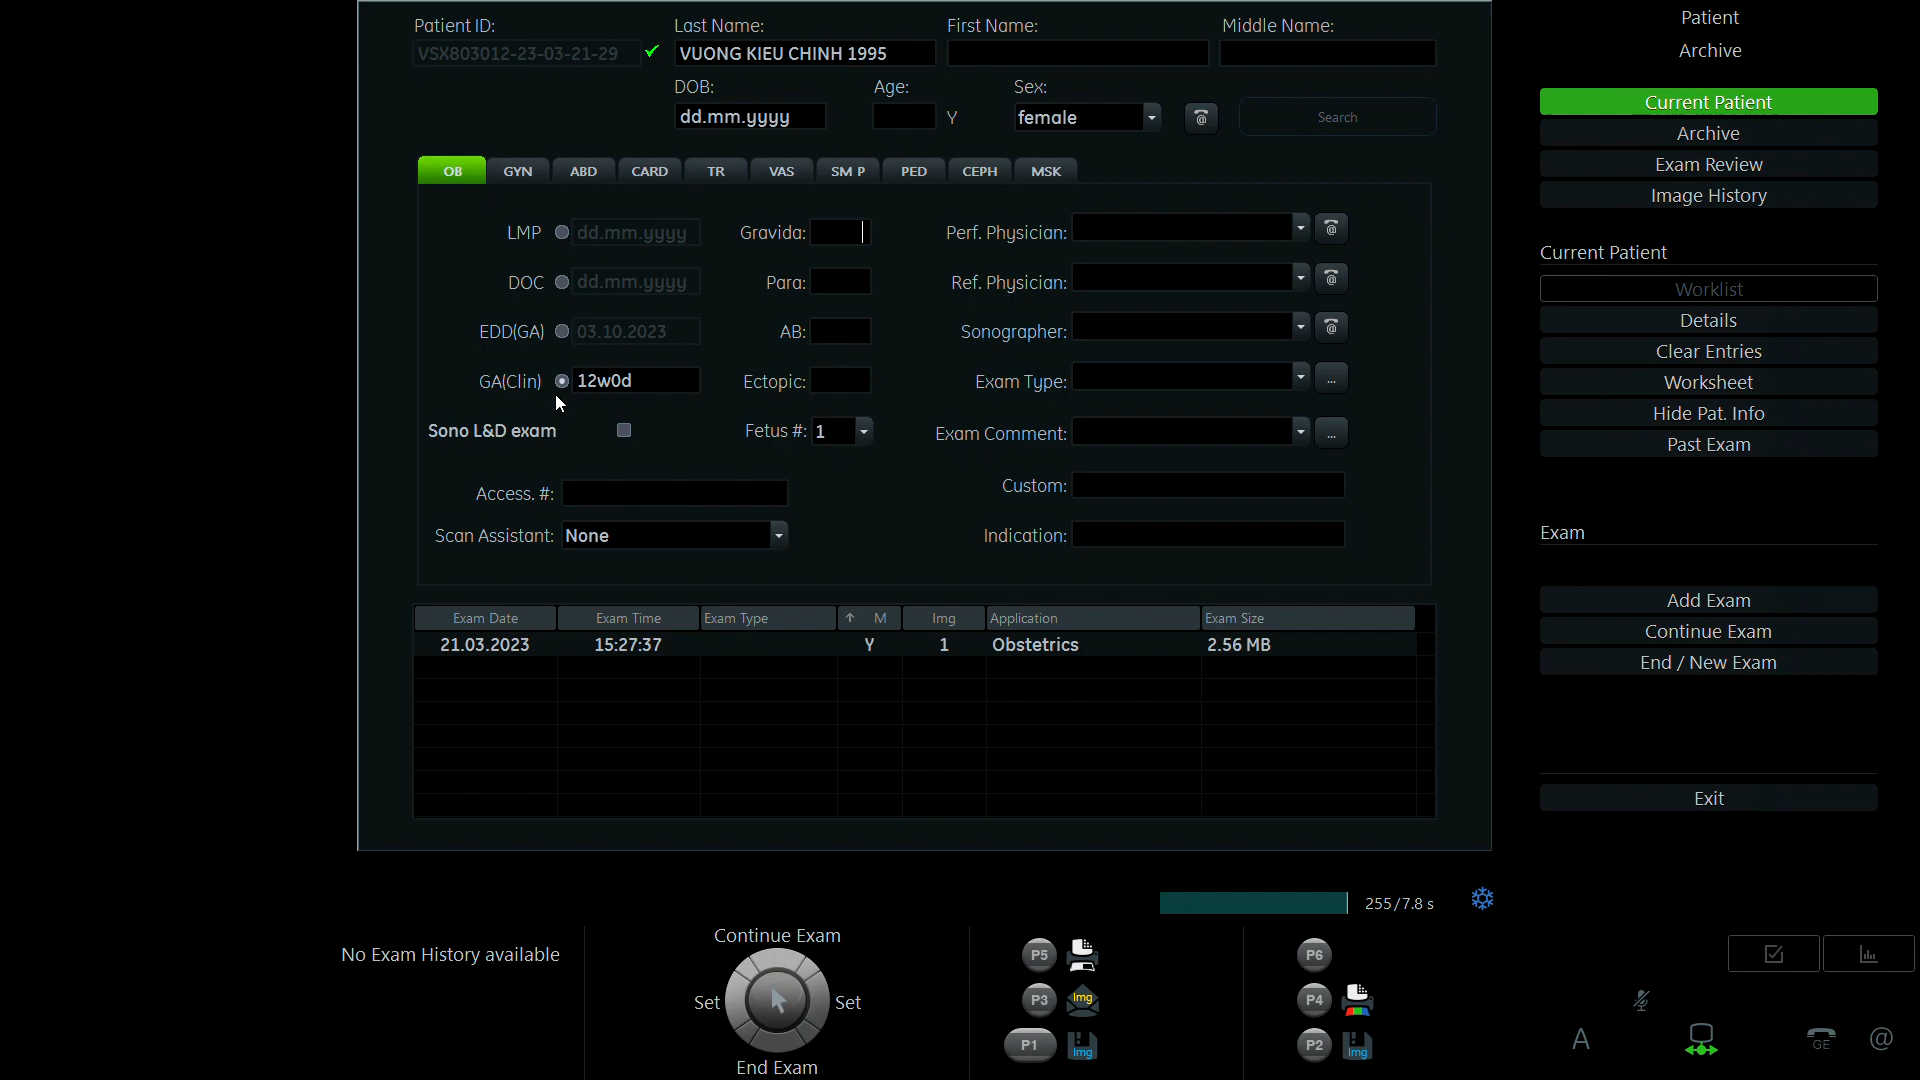 Patient ID: Last Name: First Name: Middle Name:
VSX803012-23-03-21-29 VUONG KIEU CHINH 1995
DOB: Age: Sex:
dd.mm.yyyy Y female @ Search
OB GYN ABD CARD TR VAS SM P PED CEPH MSK
LMP dd.mm.yyyy Gravida: Perf. Physician: @
DOC dd.mm.yyyy Para: Ref. Physician: @
EDD(GA) 03.10.2023 AB: Sonographer: @
GA(Clin) 12w0d Ectopic: Exam Type: ...
Sono L&D exam Fetus #: 1 Exam Comment: ...
Access. #: Custom:
Scan Assistant: None Indication:
Exam Date Exam Time Exam Type ↑ M Img Application Exam Size
21.03.2023 15:27:37 Y 1 Obstetrics 2.56 MB
Patient
Archive
Current Patient
Archive
Exam Review
Image History
Current Patient
Worklist
Details
Clear Entries
Worksheet
Hide Pat. Info
Past Exam
Exam
Add Exam
Continue Exam
End / New Exam
Exit
255/7.8 s
No Exam History available
Continue Exam
Set Set
End Exam
P5 P6
P3 Img P4
P1 Img P2 Img
A GE @